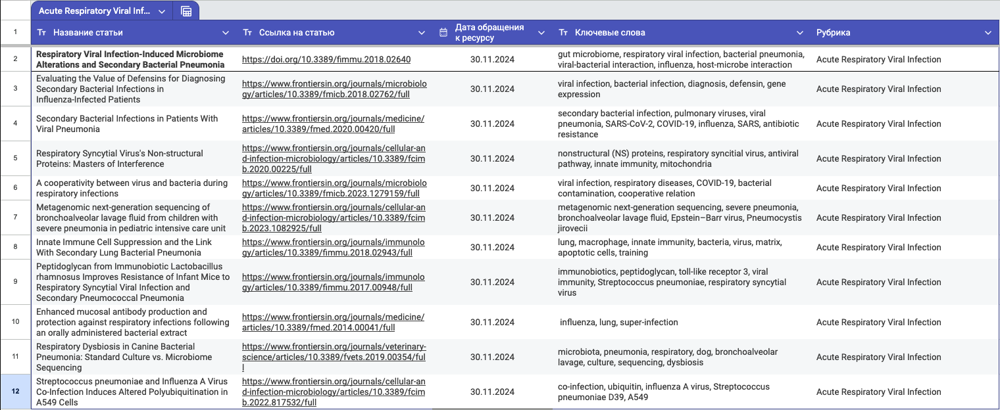 Acute Respiratory Viral Inf...
1
Название статьи
Ссылка на статью
Дата обращения
к ресурсу
Ключевые слова
Рубрика
2
Respiratory Viral Infection-Induced Microbiome
Alterations and Secondary Bacterial Pneumonia
https://doi.org/10.3389/fimmu.2018.02640
30.11.2024
gut microbiome, respiratory viral infection, bacterial pneumonia,
viral-bacterial interaction, influenza, host-microbe interaction
Acute Respiratory Viral Infection
3
Evaluating the Value of Defensins for Diagnosing
Secondary Bacterial Infections in
Influenza-Infected Patients
https://www.frontiersin.org/journals/microbiolo
gy/articles/10.3389/fmicb.2018.02762/full
30.11.2024
viral infection, bacterial infection, diagnosis, defensin, gene
expression
Acute Respiratory Viral Infection
4
Secondary Bacterial Infections in Patients With
Viral Pneumonia
https://www.frontiersin.org/journals/medicine/
articles/10.3389/fmed.2020.00420/full
30.11.2024
secondary bacterial infection, pulmonary viruses, viral
pneumonia, SARS-CoV-2, COVID-19, influenza, SARS, antibiotic
resistance
Acute Respiratory Viral Infection
5
Respiratory Syncytial Virus's Non-structural
Proteins: Masters of Interference
https://www.frontiersin.org/journals/cellular-an
d-infection-microbiology/articles/10.3389/fcim
b.2020.00225/full
30.11.2024
nonstructural (NS) proteins, respiratory syncitial virus, antiviral
pathway, innate immunity, mitochondria
Acute Respiratory Viral Infection
6
A cooperativity between virus and bacteria during
respiratory infections
https://www.frontiersin.org/journals/microbiolo
gy/articles/10.3389/fmicb.2023.1279159/full
30.11.2024
viral infection, respiratory diseases, COVID-19, bacterial
contamination, cooperative relation
Acute Respiratory Viral Infection
7
Metagenomic next-generation sequencing of
bronchoalveolar lavage fluid from children with
severe pneumonia in pediatric intensive care unit
https://www.frontiersin.org/journals/cellular-an
d-infection-microbiology/articles/10.3389/fcim
b.2023.1082925/full
30.11.2024
metagenomic next-generation sequencing, severe pneumonia,
bronchoalveolar lavage fluid, Epstein–Barr virus, Pneumocystis
jirovecii
Acute Respiratory Viral Infection
8
Innate Immune Cell Suppression and the Link
With Secondary Lung Bacterial Pneumonia
https://www.frontiersin.org/journals/immunolo
gy/articles/10.3389/fimmu.2018.02943/full
30.11.2024
lung, macrophage, innate immunity, bacteria, virus, matrix,
apoptotic cells, training
Acute Respiratory Viral Infection
9
Peptidoglycan from Immunobiotic Lactobacillus
rhamnosus Improves Resistance of Infant Mice to
Respiratory Syncytial Viral Infection and
Secondary Pneumococcal Pneumonia
https://www.frontiersin.org/journals/immunolo
gy/articles/10.3389/fimmu.2017.00948/full
30.11.2024
immunobiotics, peptidoglycan, toll-like receptor 3, viral
immunity, Streptococcus pneumoniae, respiratory syncytial
virus
Acute Respiratory Viral Infection
10
Enhanced mucosal antibody production and
protection against respiratory infections following
an orally administered bacterial extract
https://www.frontiersin.org/journals/medicine/
articles/10.3389/fmed.2014.00041/full
30.11.2024
influenza, lung, super-infection
Acute Respiratory Viral Infection
11
Respiratory Dysbiosis in Canine Bacterial
Pneumonia: Standard Culture vs. Microbiome
Sequencing
https://www.frontiersin.org/journals/veterinary-
science/articles/10.3389/fvets.2019.00354/ful
l
30.11.2024
microbiota, pneumonia, respiratory, dog, bronchoalveolar
lavage, culture, sequencing, dysbiosis
Acute Respiratory Viral Infection
12
Streptococcus pneumoniae and Influenza A Virus
Co-Infection Induces Altered Polyubiquitination in
A549 Cells
https://www.frontiersin.org/journals/cellular-an
d-infection-microbiology/articles/10.3389/fcim
b.2022.817532/full
30.11.2024
co-infection, ubiquitin, influenza A virus, Streptococcus
pneumoniae D39, A549
Acute Respiratory Viral Infection